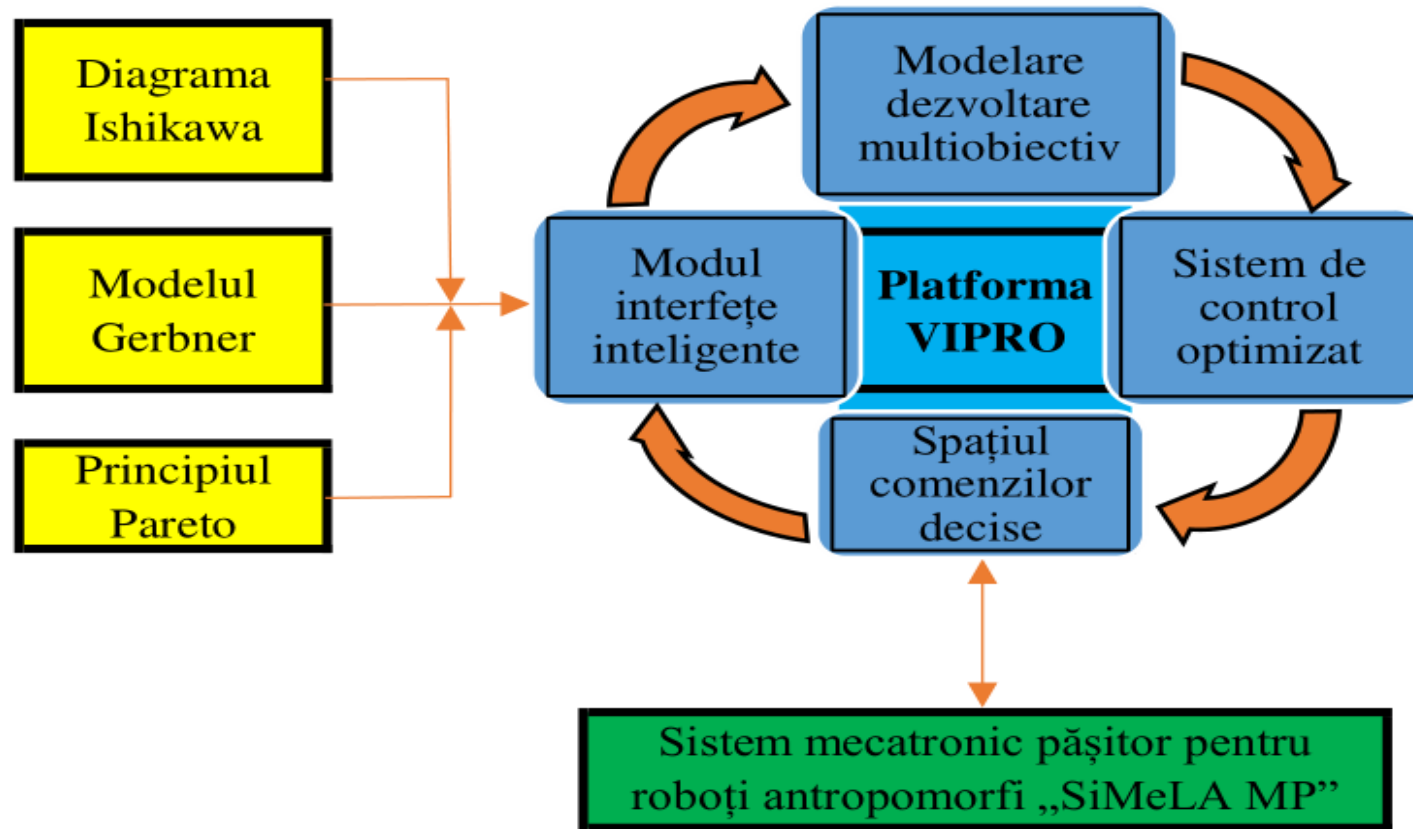 Diagrama
Ishikawa
Modelul
Gerbner
Principiul
Pareto
Modelare
dezvoltare
multiobiectiv
Modul
interfețe
inteligente
Platforma
VIPRO
Sistem de
control
optimizat
Spațiul
comenzilor
decise
Sistem mecatronic pășitor pentru
roboți antropomorfi „SiMeLA MP”